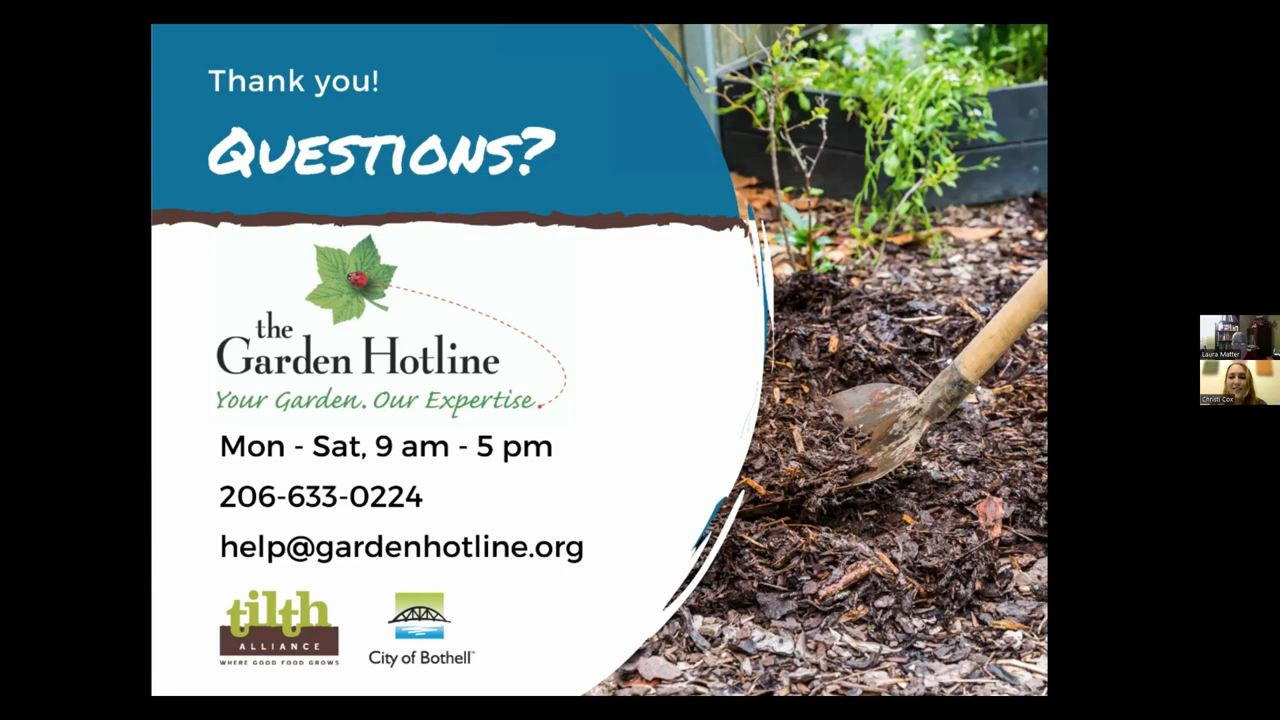 Thank you!
QUESTIONS?
the
Garden Hotline
Your Garden. Our Expertise.
Mon - Sat, 9 am - 5 pm
206-633-0224
help@gardenhotline.org
tilth
ALLIANCE
WHERE GOOD FOOD GROWS
City of Bothell™
Laura Matter
Christi Cox